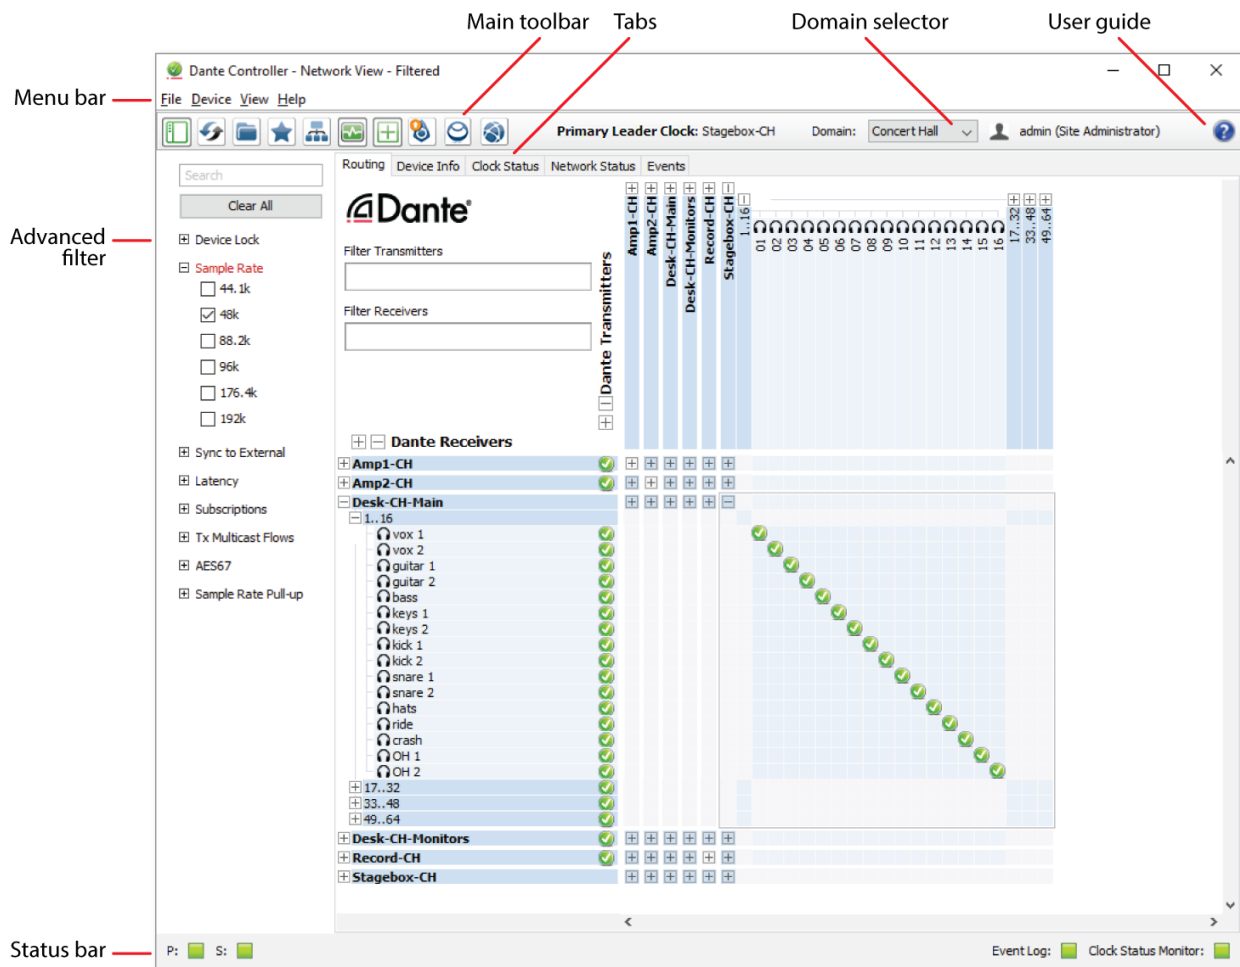 Main toolbar
Tabs
Domain selector
User guide
Dante Controller - Network View - Filtered
Menu bar
File Device View Help
Primary Leader Clock: Stagebox-CH
Domain:
Concert Hall
admin (Site Administrator)
?
Search
Clear All
Advanced
filter
Device Lock
Sample Rate
44.1k
48k
88.2k
96k
176.4k
192k
Sync to External
Latency
Subscriptions
Tx Multicast Flows
AES67
Sample Rate Pull-up
Routing
Device Info
Clock Status
Network Status
Events
Dante®
Filter Transmitters
Filter Receivers
Dante Transmitters
Amp1-CH
Amp2-CH
Desk-CH-Main
Desk-CH-Monitors
Record-CH
Stagebox-CH
1..16
01
02
03
04
05
06
07
08
09
10
11
12
13
14
15
16
17..32
33..48
49..64
Dante Receivers
Amp1-CH
Amp2-CH
Desk-CH-Main
1..16
vox 1
vox 2
guitar 1
guitar 2
bass
keys 1
keys 2
kick 1
kick 2
snare 1
snare 2
hats
ride
crash
OH 1
OH 2
17..32
33..48
49..64
Desk-CH-Monitors
Record-CH
Stagebox-CH
Status bar
P:
S:
Event Log:
Clock Status Monitor: